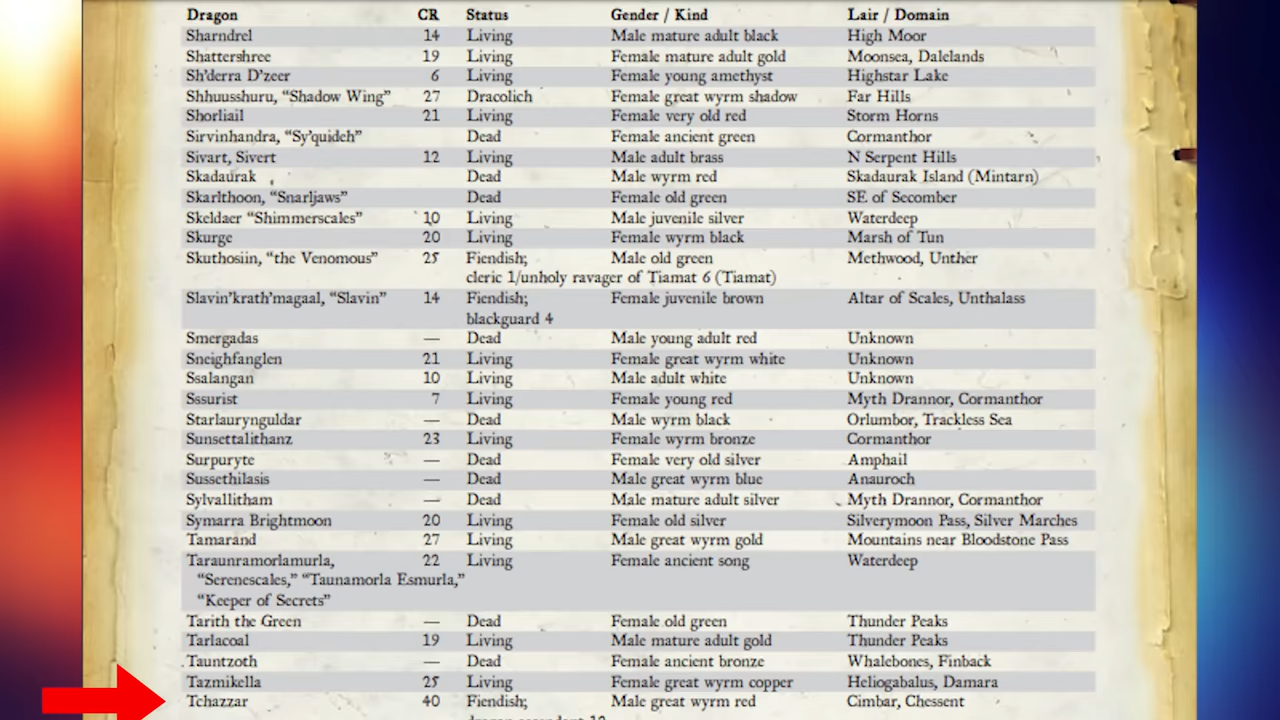 Dragon CR Status Gender / Kind Lair / Domain
Sharndrel 14 Living Male mature adult black High Moor
Shattershree 19 Living Female mature adult gold Moonsea, Dalelands
Sh'derra D'zeer 6 Living Female young amethyst Highstar Lake
Shhuusshuru, "Shadow Wing" 27 Dracolich Female great wyrm shadow Far Hills
Shorliail 21 Living Female very old red Storm Horns
Sirvinhandra, "Sy'quideh" Dead Female ancient green Cormanthor
Sivart, Sivert 12 Living Male adult brass N Serpent Hills
Skadaurak Dead Male wyrm red Skadaurak Island (Mintarn)
Skarlthoon, "Snarljaws" Dead Female old green SE of Secomber
Skeldaer "Shimmerscales" 10 Living Male juvenile silver Waterdeep
Skurge 20 Living Female wyrm black Marsh of Tun
Skuthosiin, "the Venomous" 25 Fiendish; Male old green Methwood, Unther
cleric 1/unholy ravager of Tiamat 6 (Tiamat)
Slavin'krath'magaal, "Slavin" 14 Fiendish; Female juvenile brown Altar of Scales, Unthalass
blackguard 4
Smergadas — Dead Male young adult red Unknown
Sneighfanglen 21 Living Female great wyrm white Unknown
Ssalangan 10 Living Male adult white Unknown
Sssurist 7 Living Female young red Myth Drannor, Cormanthor
Starlaurynguldar — Dead Male wyrm black Orlumbor, Trackless Sea
Sunsettalithanz 23 Living Female wyrm bronze Cormanthor
Surpuryte — Dead Female very old silver Amphail
Sussethilasis — Dead Male great wyrm blue Anauroch
Sylvallitham — Dead Male mature adult silver Myth Drannor, Cormanthor
Symarra Brightmoon 20 Living Female old silver Silverymoon Pass, Silver Marches
Tamarand 27 Living Male great wyrm gold Mountains near Bloodstone Pass
Taraunramorlamurla, 22 Living Female ancient song Waterdeep
"Serenescales," "Taunamorla Esmurla,"
"Keeper of Secrets"
Tarith the Green — Dead Female old green Thunder Peaks
Tarlacoal 19 Living Male mature adult gold Thunder Peaks
Tauntzoth — Dead Female ancient bronze Whalebones, Finback
Tazmikella 25 Living Female great wyrm copper Heliogabalus, Damara
Tchazzar 40 Fiendish; Male great wyrm red Cimbar, Chessent